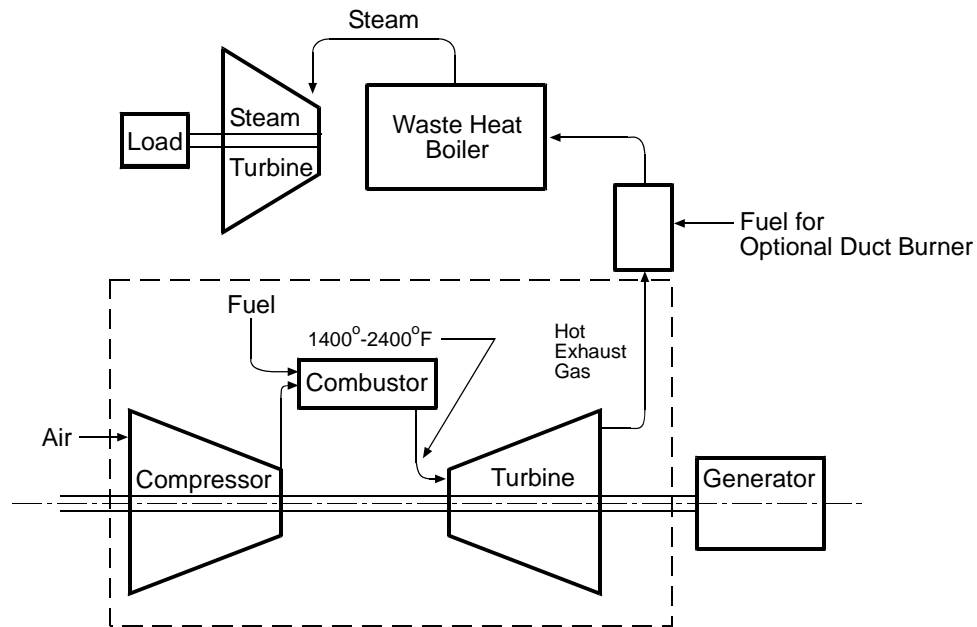 Steam
Steam
Turbine
Load
Waste Heat
Boiler
Fuel for
Optional Duct Burner
Fuel
1400°-2400°F
Hot
Exhaust
Gas
Combustor
Air
Compressor
Turbine
Generator